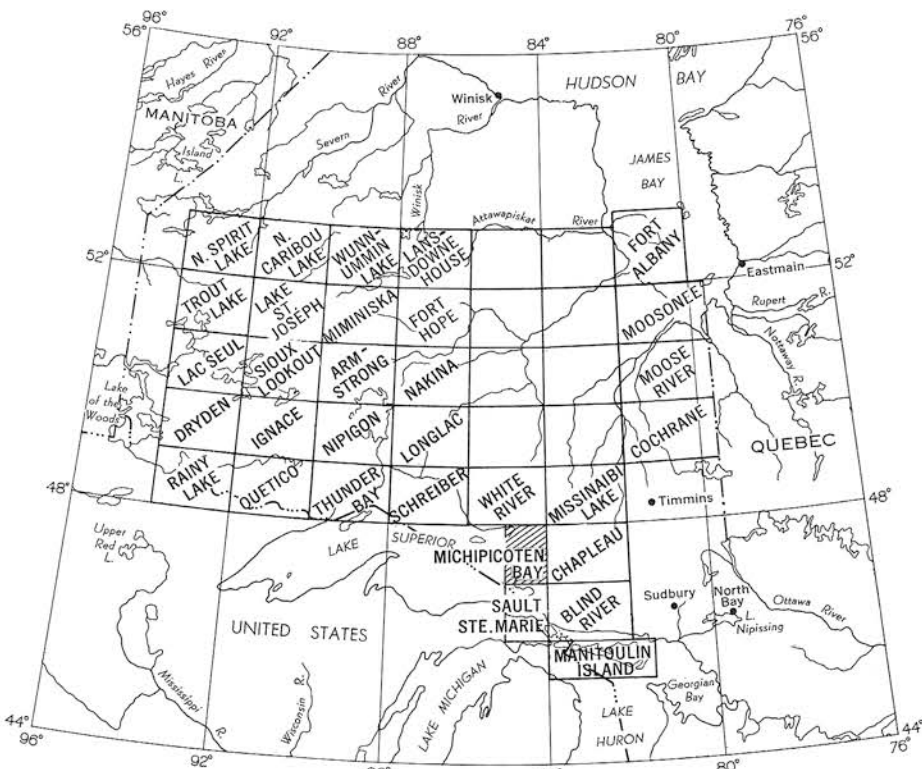 96°
56°
92°
88°
84°
80°
76°
56°
Hayes River
MANITOBA
Island
L.
Severn
River
Winisk
River
Winisk
HUDSON BAY
JAMES
BAY
Attawapiskat River
52°
N. SPIRIT
LAKE
N.
CARIBOU
LAKE
WUNN-
UMMIN
LAKE
LANS-
DOWNE
HOUSE
FORT
ALBANY
Eastmain
52°
TROUT
LAKE
LAKE
ST.
JOSEPH
MIMINISKA
FORT
HOPE
MOOSONEE
Rupert R.
Nottaway
R.
LAC SEUL
SIOUX
LOOKOUT
ARM-
STRONG
NAKINA
MOOSE
RIVER
Lake
of the
Woods
DRYDEN
IGNACE
NIPIGON
LONGLAC
COCHRANE
QUEBEC
48°
RAINY
LAKE
QUETICO
THUNDER
BAY
SCHREIBER
WHITE
RIVER
MISSINAIBI
LAKE
Timmins
48°
Upper
Red
L.
LAKE SUPERIOR
MICHIPICOTEN
BAY
CHAPLEAU
SAULT
STE. MARIE
BLIND
RIVER
Sudbury
North
Bay
L.
Nipissing
Ottawa River
UNITED STATES
MANITOULIN
ISLAND
Mississippi
R.
Wisconsin R.
LAKE MICHIGAN
LAKE
HURON
Georgian
Bay
44°
96°
92°
80°
44°
76°